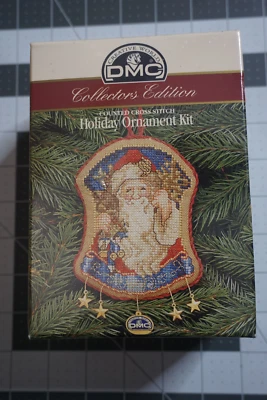 CREATIVE WORLD
DMC
Collectors Edition
COUNTED CROSS STITCH
Holiday Ornament Kit
DMC